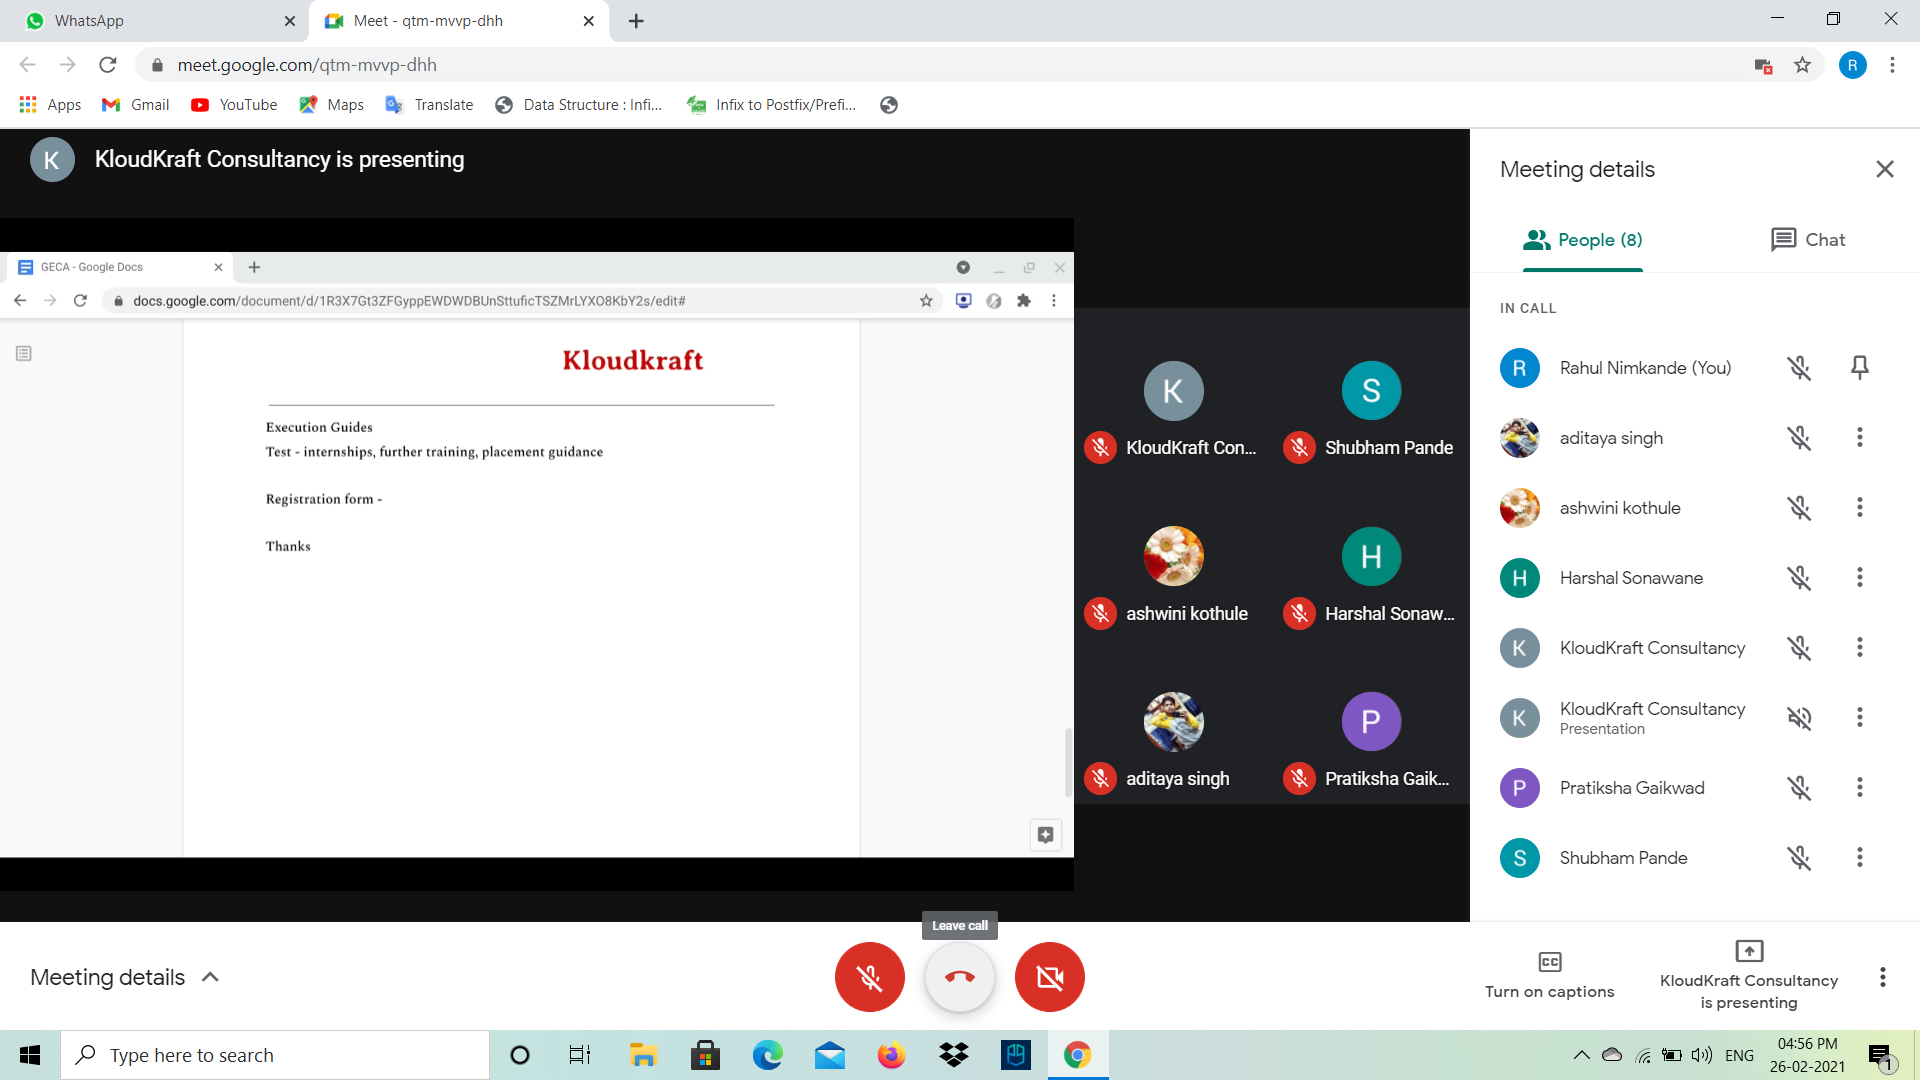 WhatsApp
Meet - qtm-mvvp-dhh
meet.google.com/qtm-mvvp-dhh
R
Apps
Gmail
YouTube
Maps
Translate
Data Structure : Infi...
Infix to Postfix/Prefi...
K
KloudKraft Consultancy is presenting
GECA - Google Docs
docs.google.com/document/d/1R3X7Gt3ZFGyppEWDWDBUnSttuficTSZMrLYXO8KbY2s/edit#
Kloudkraft
Execution Guides
Test - internships, further training, placement guidance
Registration form -
Thanks
K
KloudKraft Con...
S
Shubham Pande
ashwini kothule
H
Harshal Sonaw...
aditaya singh
P
Pratiksha Gaik...
Meeting details
People (8)
Chat
IN CALL
R
Rahul Nimkande (You)
aditaya singh
ashwini kothule
H
Harshal Sonawane
K
KloudKraft Consultancy
K
KloudKraft Consultancy
Presentation
P
Pratiksha Gaikwad
S
Shubham Pande
Leave call
Meeting details
CC
Turn on captions
KloudKraft Consultancy
is presenting
Type here to search
ENG
04:56 PM
26-02-2021
1